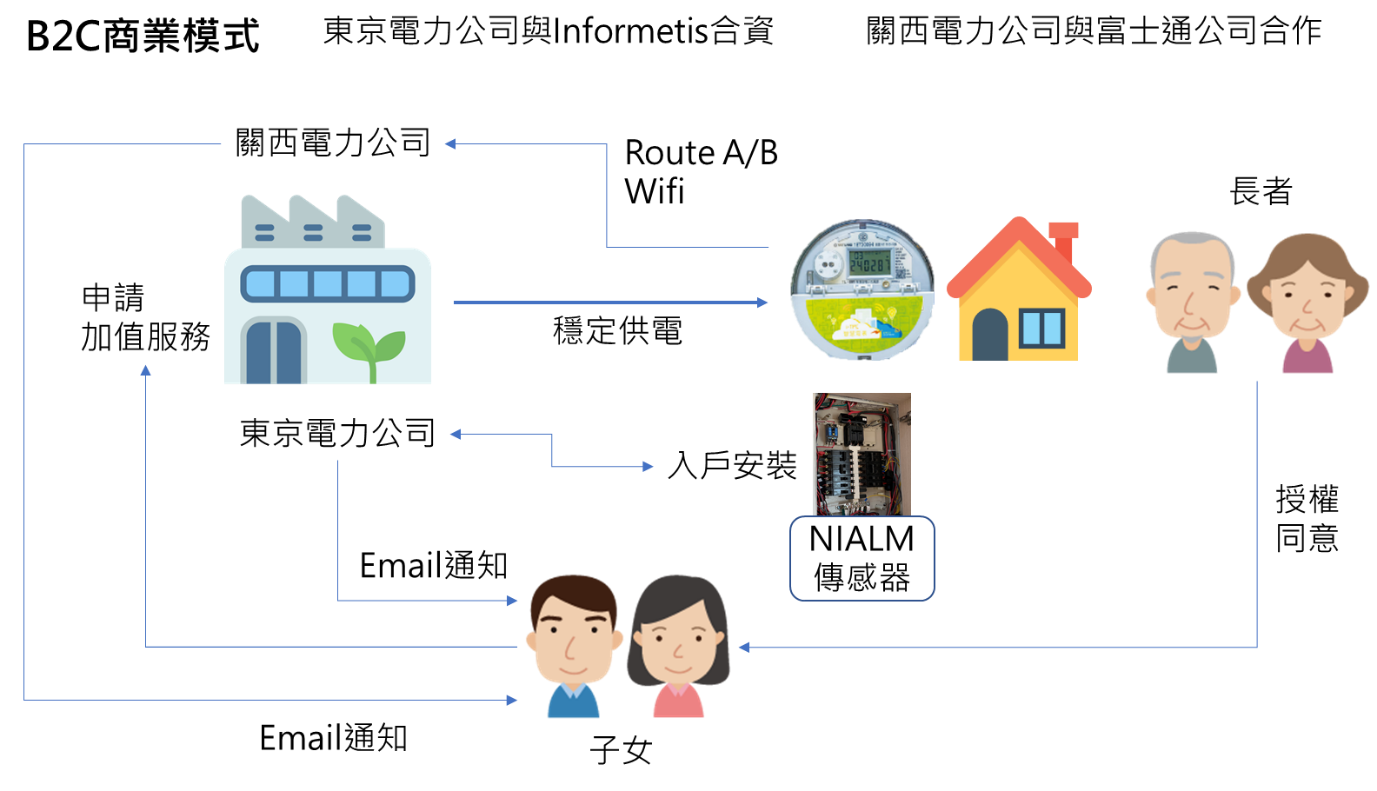 B2C商業模式
東京電力公司與Informetis合資
關西電力公司與富士通公司合作
關西電力公司
Route A/B
Wifi
長者
申請
加值服務
穩定供電
東京電力公司
入戶安裝
授權
同意
NIALM
傳感器
Email通知
Email通知
子女